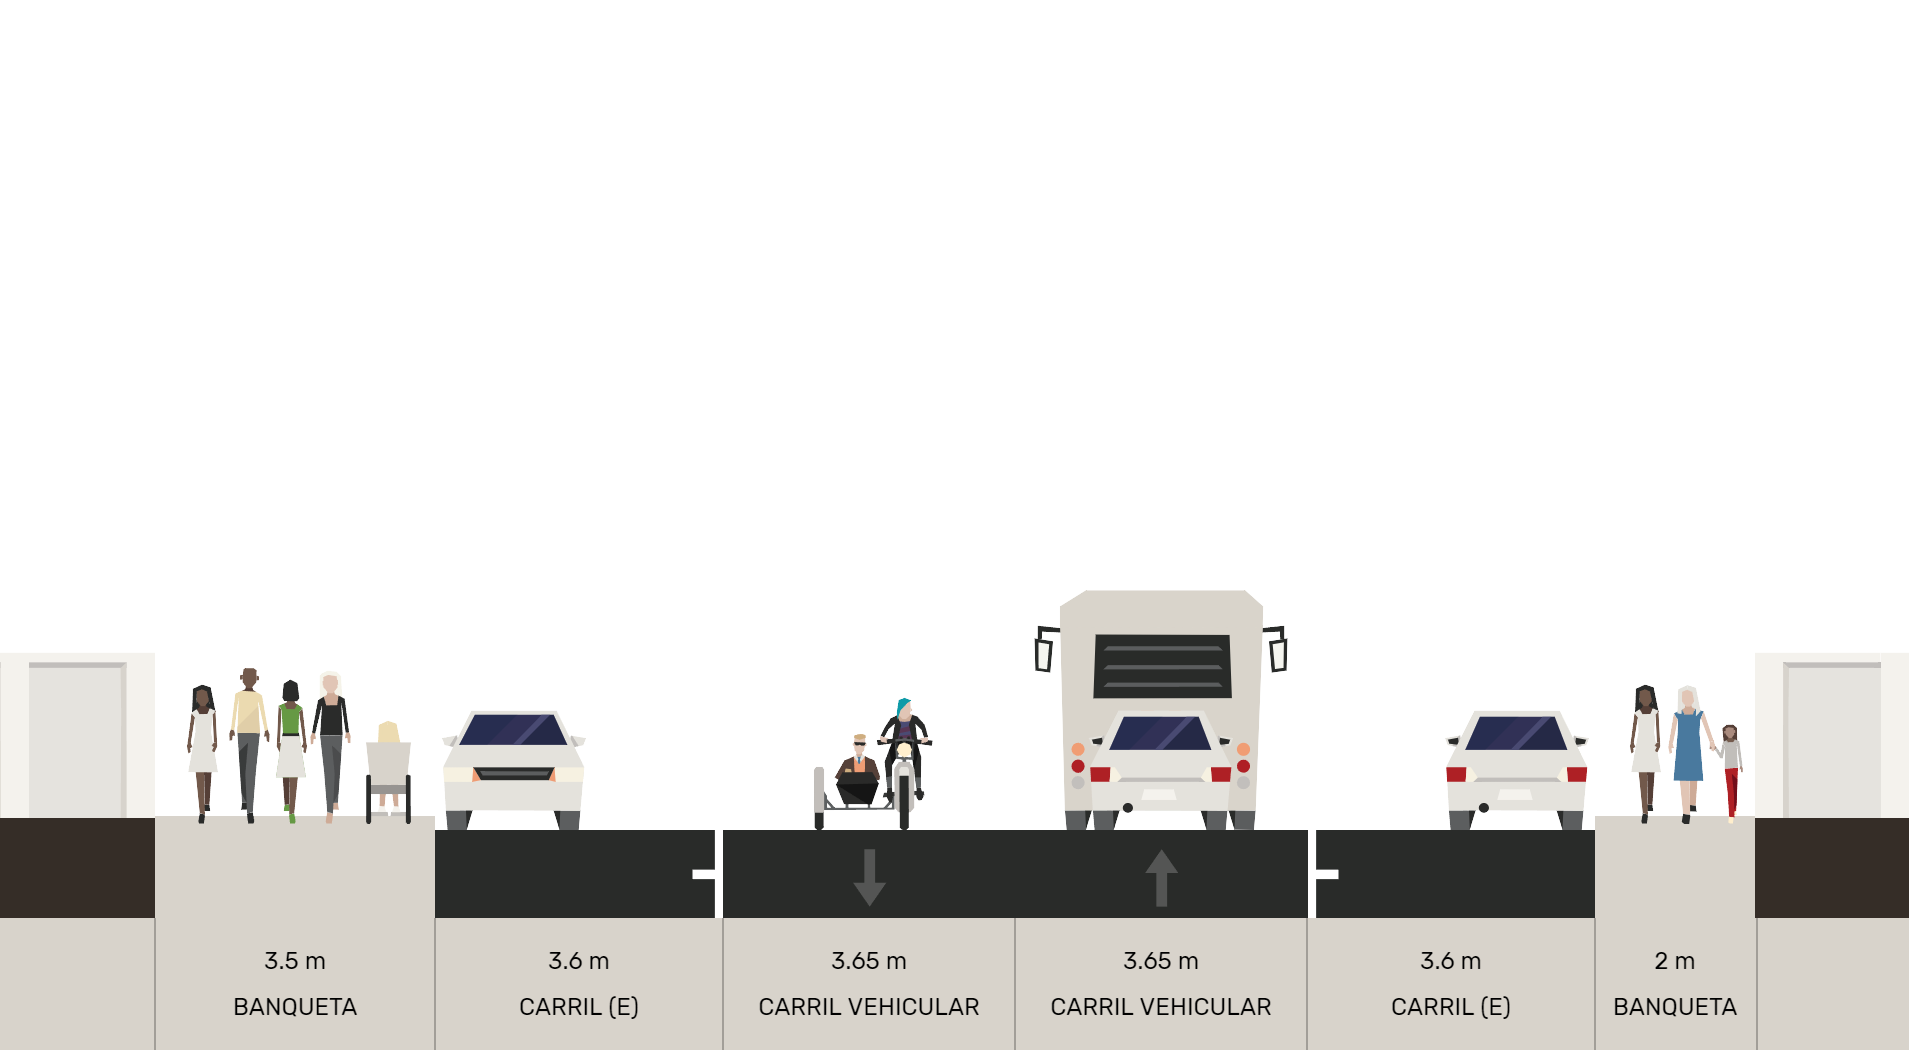 3.5 m
BANQUETA
3.6 m
CARRIL (E)
3.65 m
CARRIL VEHICULAR
3.65 m
CARRIL VEHICULAR
3.6 m
CARRIL (E)
2 m
BANQUETA